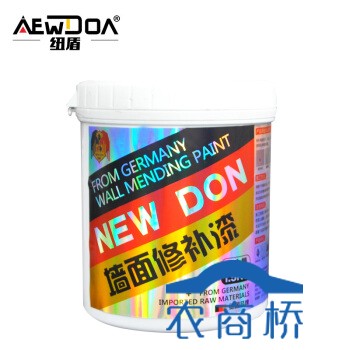 AEWDOA
纽盾
FROM GERMANY
WALL MENDING PAINT
NEW DON
墙面修补漆
FROM GERMANY
IMPORTED RAW MATERIALS
农商桥